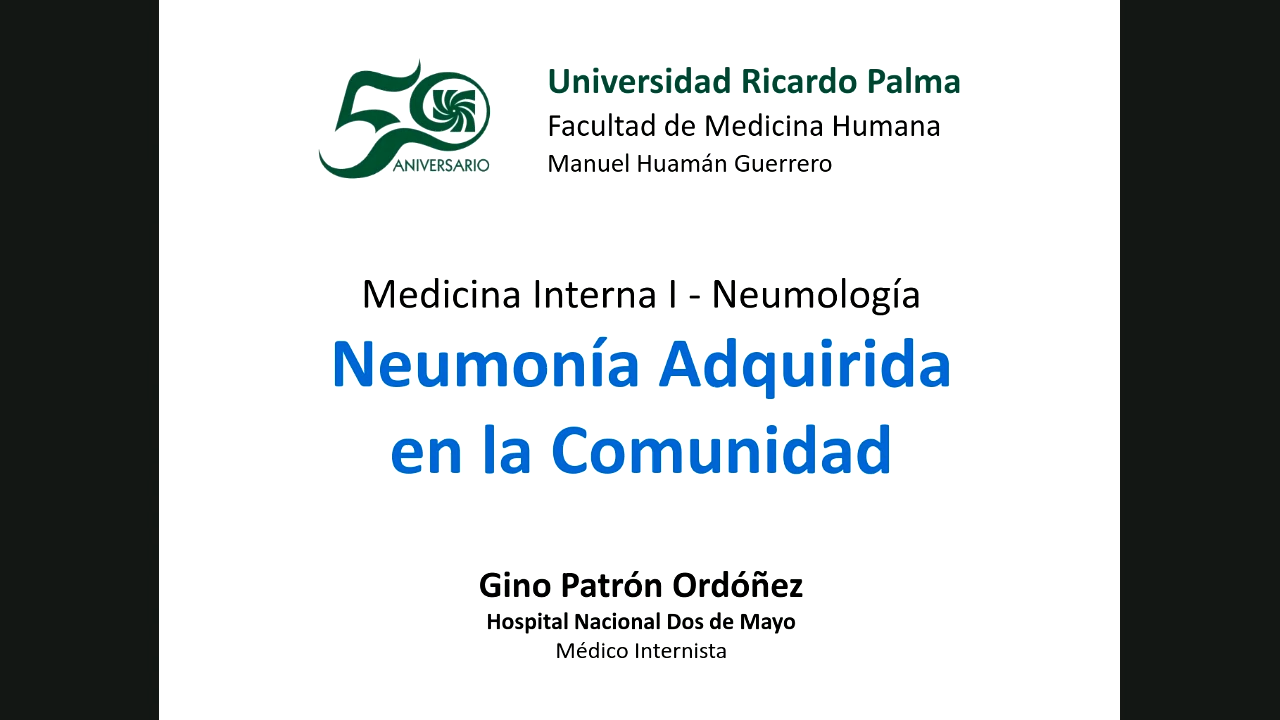 50
ANIVERSARIO
Universidad Ricardo Palma
Facultad de Medicina Humana
Manuel Huamán Guerrero
Medicina Interna I - Neumología
Neumonía Adquirida
en la Comunidad
Gino Patrón Ordóñez
Hospital Nacional Dos de Mayo
Médico Internista